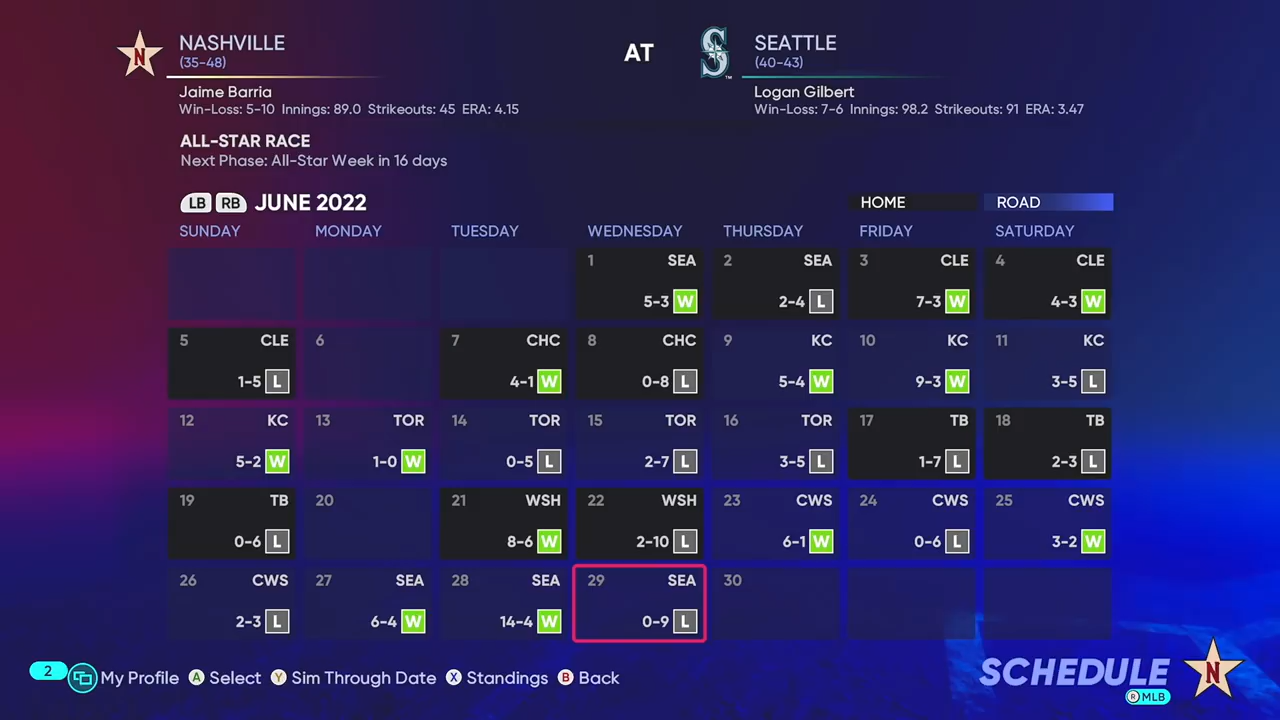 NASHVILLE
(35-48)
Jaime Barria
Win-Loss: 5-10 Innings: 89.0 Strikeouts: 45 ERA: 4.15
AT
SEATTLE
(40-43)
Logan Gilbert
Win-Loss: 7-6 Innings: 98.2 Strikeouts: 91 ERA: 3.47
ALL-STAR RACE
Next Phase: All-Star Week in 16 days
LB RB JUNE 2022 HOME ROAD
SUNDAY MONDAY TUESDAY WEDNESDAY THURSDAY FRIDAY SATURDAY
1 SEA 2 SEA 3 CLE 4 CLE
5-3 W 2-4 L 7-3 W 4-3 W
5 CLE 6 7 CHC 8 CHC 9 KC 10 KC 11 KC
1-5 L 4-1 W 0-8 L 5-4 W 9-3 W 3-5 L
12 KC 13 TOR 14 TOR 15 TOR 16 TOR 17 TB 18 TB
5-2 W 1-0 W 0-5 L 2-7 L 3-5 L 1-7 L 2-3 L
19 TB 20 21 WSH 22 WSH 23 CWS 24 CWS 25 CWS
0-6 L 8-6 W 2-10 L 6-1 W 0-6 L 3-2 W
26 CWS 27 SEA 28 SEA 29 SEA 30
2-3 L 6-4 W 14-4 W 0-9 L
2 My Profile A Select Y Sim Through Date X Standings B Back
SCHEDULE N
R MLB